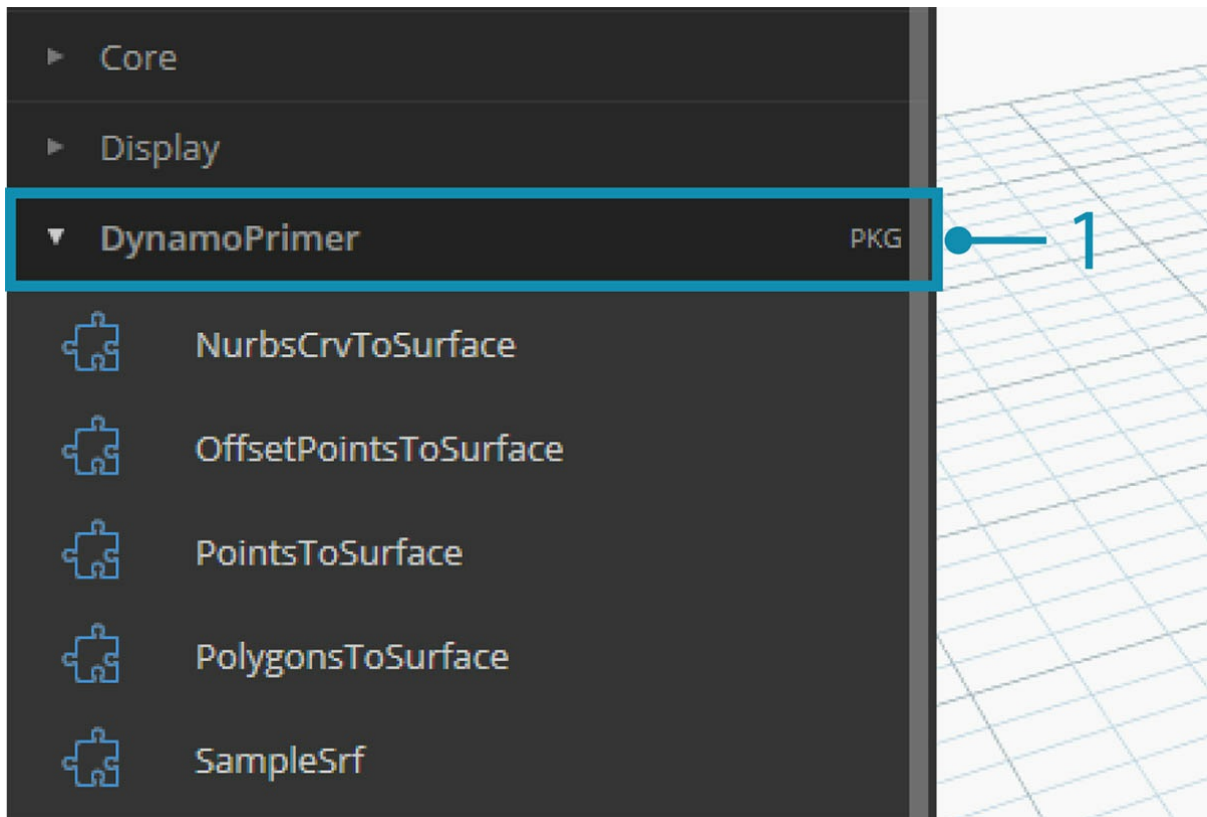 Core
Display
DynamoPrimer PKG 1
NurbsCrvToSurface
OffsetPointsToSurface
PointsToSurface
PolygonsToSurface
SampleSrf